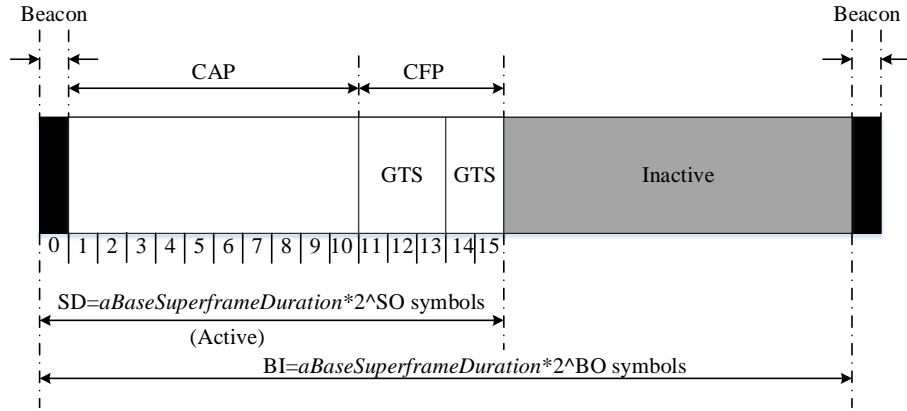 Beacon Beacon
CAP CFP
GTS GTS Inactive
0 1 2 3 4 5 6 7 8 9 10 11 12 13 14 15
SD=aBaseSuperframeDuration*2^SO symbols
(Active)
BI=aBaseSuperframeDuration*2^BO symbols